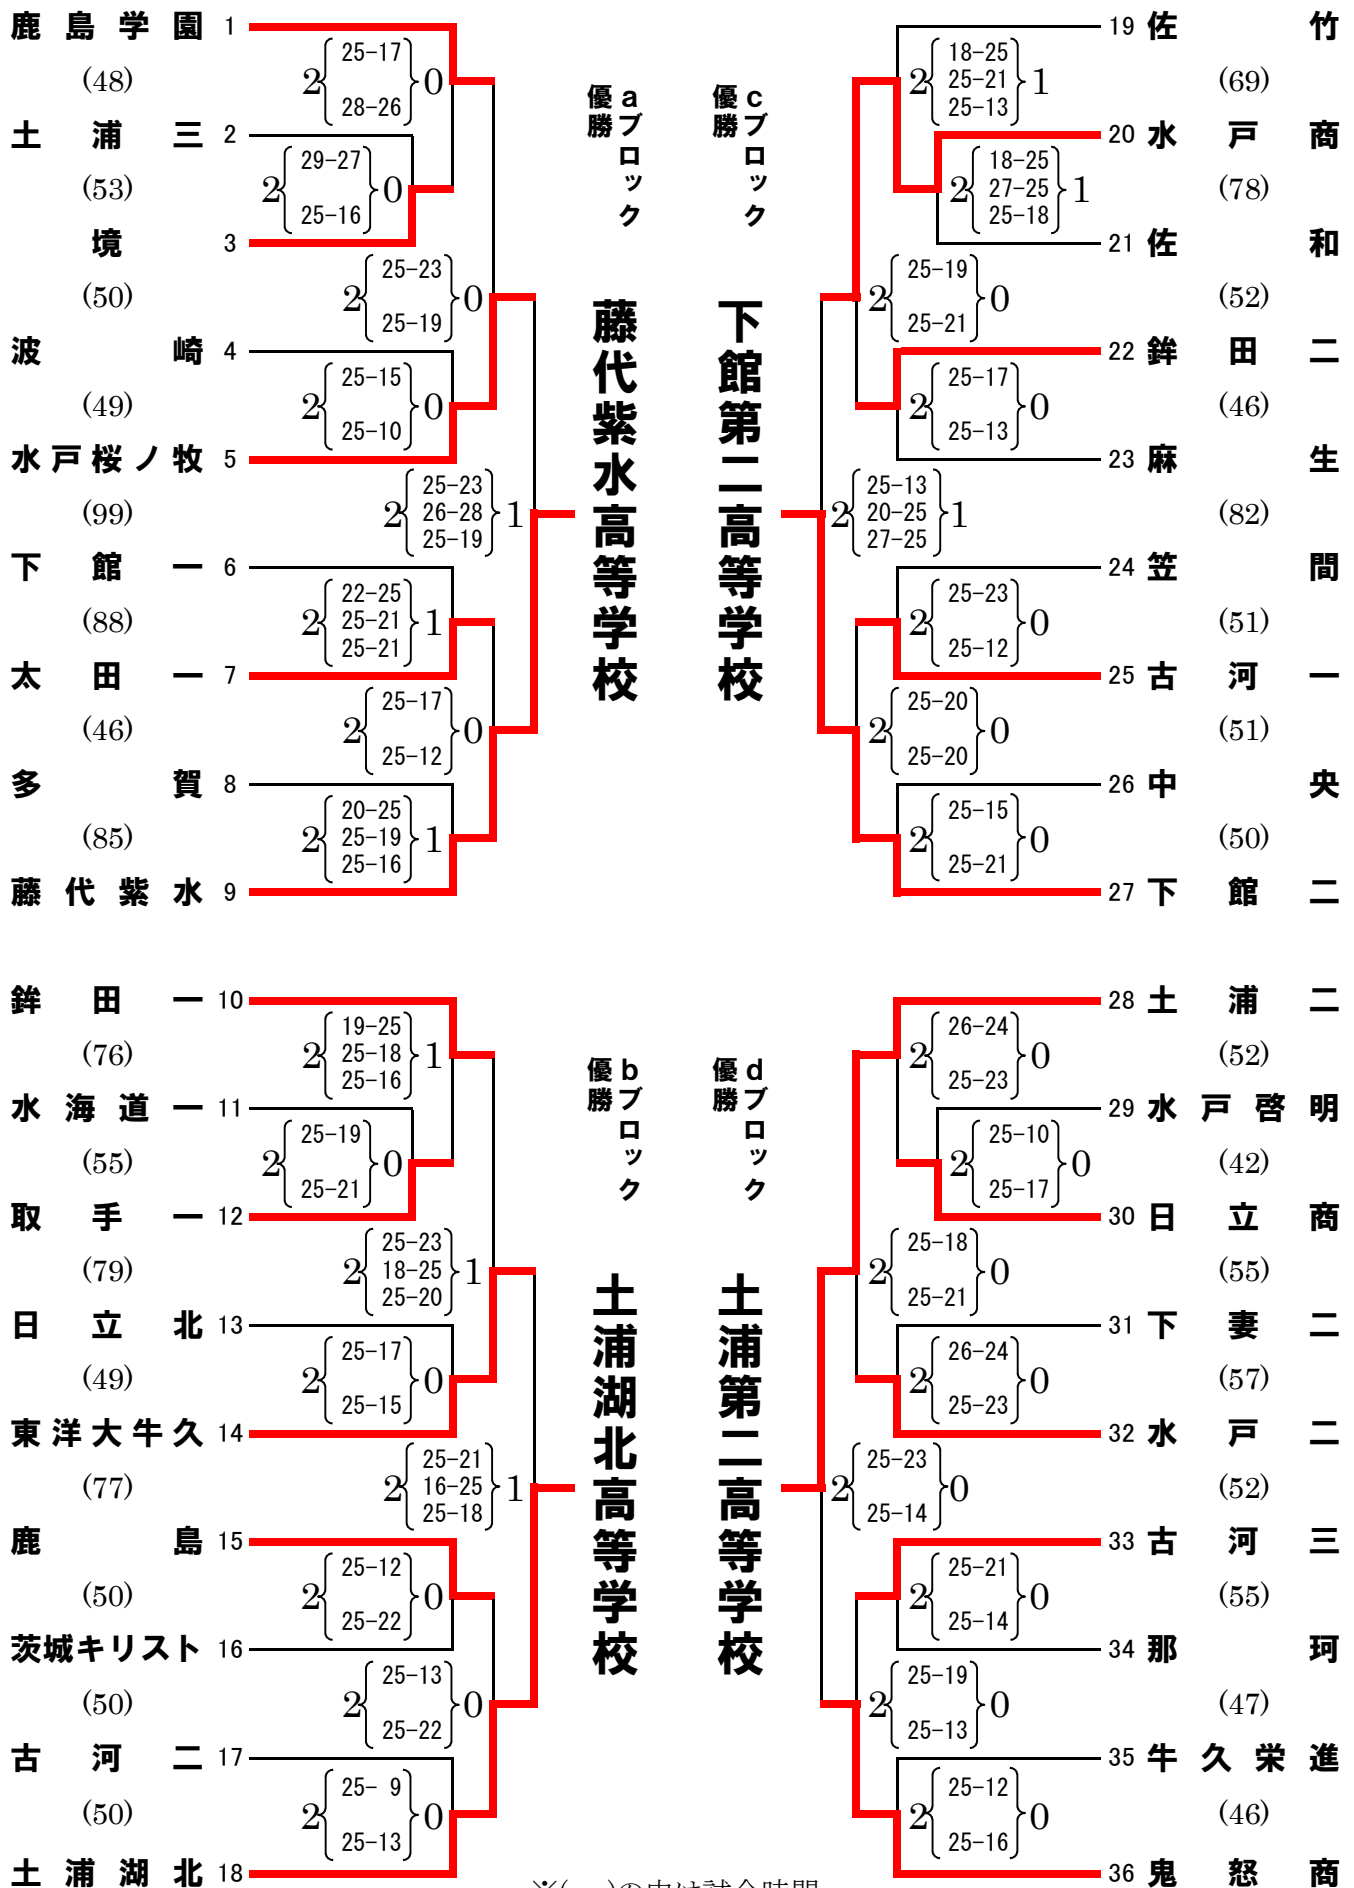 鹿島学園 1
2 25-17 28-26 0
(48)
土浦三 2
2 29-27 25-16 0
(53)
境 3
2 25-23 25-19 0
(50)
波崎 4
2 25-15 25-10 0
(49)
水戸桜ノ牧 5
2 25-23 26-28 25-19 1
(99)
下館一 6
2 22-25 25-21 25-21 1
(88)
太田一 7
2 25-17 25-12 0
(46)
多賀 8
2 20-25 25-19 25-16 1
(85)
藤代紫水 9
aブロック
優勝
藤代紫水高等学校
鉾田一 10
2 19-25 25-18 25-16 1
(76)
水海道一 11
2 25-19 25-21 0
(55)
取手一 12
2 25-23 18-25 25-20 1
(79)
日立北 13
2 25-17 25-15 0
(49)
東洋大牛久 14
2 25-21 16-25 25-18 1
(77)
鹿島 15
2 25-12 25-22 0
(50)
茨城キリスト 16
2 25-13 25-22 0
(50)
古河二 17
2 25- 9 25-13 0
(50)
土浦湖北 18
bブロック
優勝
土浦湖北高等学校
cブロック
優勝
下館第二高等学校
19 佐竹
2 18-25 25-21 25-13 1
(69)
20 水戸商
2 18-25 27-25 25-18 1
(78)
21 佐和
2 25-19 25-21 0
(52)
22 鉾田二
2 25-17 25-13 0
(46)
23 麻生
2 25-13 20-25 27-25 1
(82)
24 笠間
2 25-23 25-12 0
(51)
25 古河一
2 25-20 25-20 0
(51)
26 中央
2 25-15 25-21 0
(50)
27 下館二
dブロック
優勝
土浦第二高等学校
28 土浦二
2 26-24 25-23 0
(52)
29 水戸啓明
2 25-10 25-17 0
(42)
30 日立商
2 25-18 25-21 0
(55)
31 下妻二
2 26-24 25-23 0
(57)
32 水戸二
2 25-23 25-14 0
(52)
33 古河三
2 25-21 25-14 0
(55)
34 那珂
2 25-19 25-13 0
(47)
35 牛久栄進
2 25-12 25-16 0
(46)
36 鬼怒商
※( )の中は試合時間